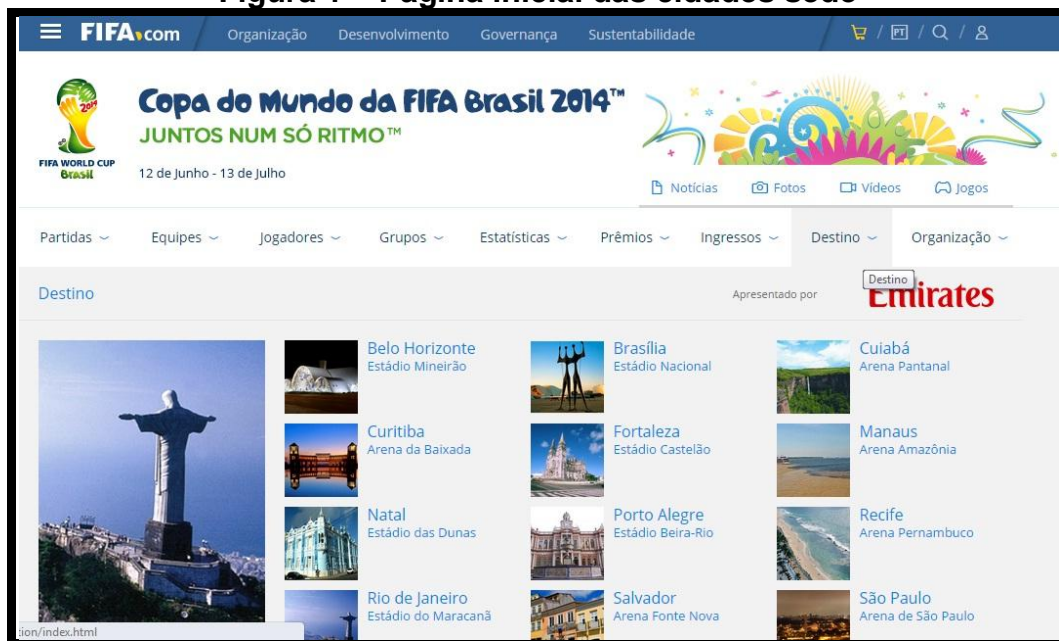 Figura 1 – Página inicial das cidades sede
FIFA.com / Organização Desenvolvimento Governança Sustentabilidade / PT / /
2014
FIFA WORLD CUP
Brasil
Copa do Mundo da FIFA Brasil 2014™
JUNTOS NUM SÓ RITMO™
12 de Junho - 13 de Julho
Notícias Fotos Vídeos Jogos
Partidas Equipes Jogadores Grupos Estatísticas Prêmios Ingressos Destino Organização
Destino
Destino Apresentado por Emirates
Belo Horizonte Brasília Cuiabá
Estádio Mineirão Estádio Nacional Arena Pantanal
Curitiba Fortaleza Manaus
Arena da Baixada Estádio Castelão Arena Amazônia
Natal Porto Alegre Recife
Estádio das Dunas Estádio Beira-Rio Arena Pernambuco
Rio de Janeiro Salvador São Paulo
Estádio do Maracanã Arena Fonte Nova Arena de São Paulo
tion/index.html